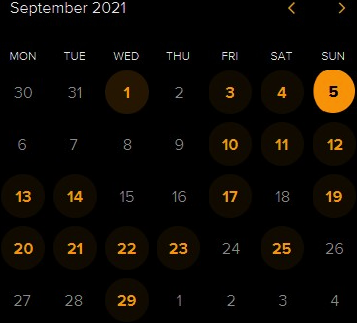 September 2021
MON TUE WED THU FRI SAT SUN
30 31 1 2 3 4 5
6 7 8 9 10 11 12
13 14 15 16 17 18 19
20 21 22 23 24 25 26
27 28 29 1 2 3 4